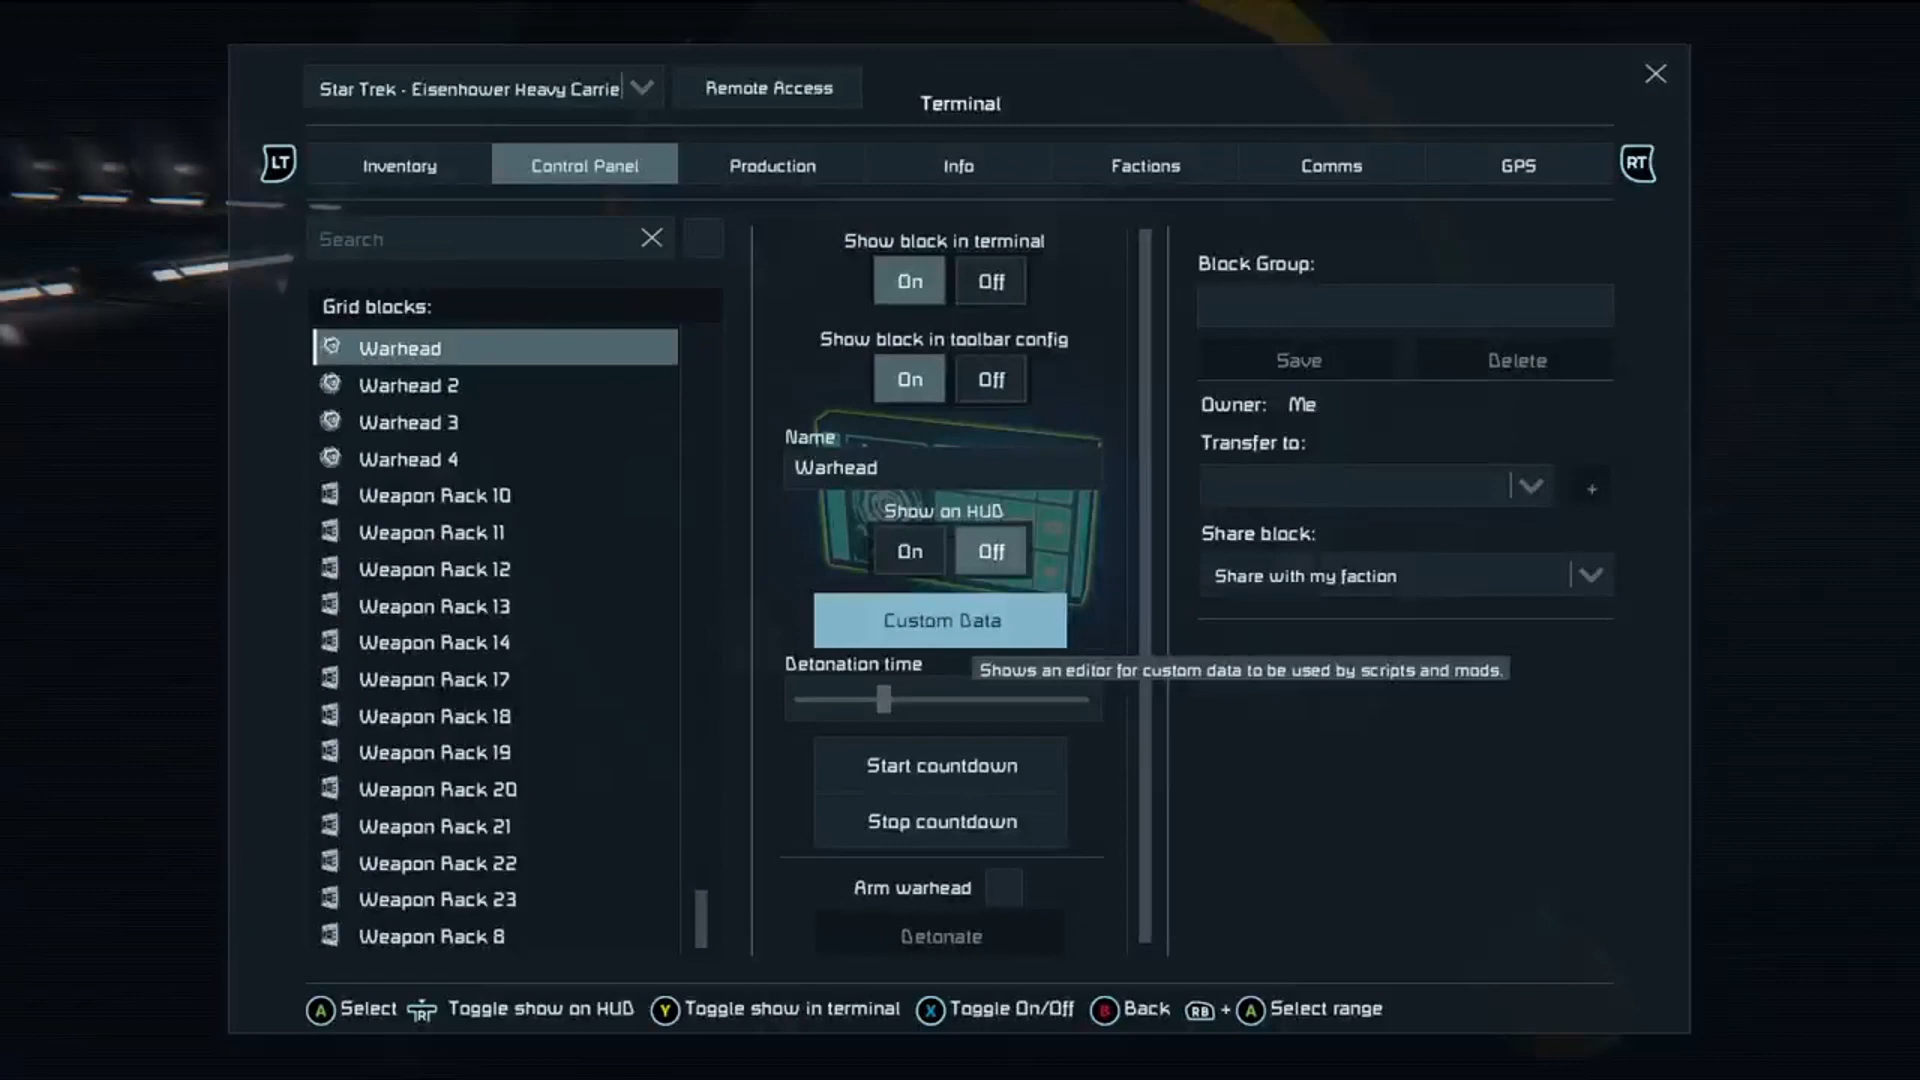 Star Trek - Eisenhower Heavy Carrie
Remote Access
Terminal
LT
Inventory
Control Panel
Production
Info
Factions
Comms
GPS
RT
Search
Grid blocks:
Warhead
Warhead 2
Warhead 3
Warhead 4
Weapon Rack 10
Weapon Rack 11
Weapon Rack 12
Weapon Rack 13
Weapon Rack 14
Weapon Rack 17
Weapon Rack 18
Weapon Rack 19
Weapon Rack 20
Weapon Rack 21
Weapon Rack 22
Weapon Rack 23
Weapon Rack 8
Show block in terminal
On Off
Show block in toolbar config
On Off
Name
Warhead
Show on HUD
On Off
Custom Data
Detonation time
Shows an editor for custom data to be used by scripts and mods.
Start countdown
Stop countdown
Arm warhead
Detonate
Block Group:
Save Delete
Owner: Me
Transfer to:
+
Share block:
Share with my faction
A Select R Toggle show on HUD Y Toggle show in terminal X Toggle On/Off B Back RB + A Select range